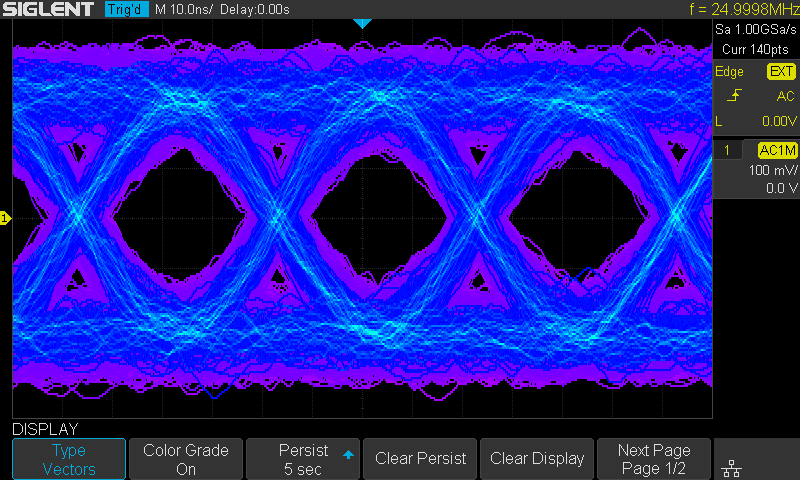 SIGLENT Trig'd M 10.0ns/ Delay:0.00s f = 24.9998MHz
Sa 1.00GSa/s
Curr 140pts
Edge EXT
AC
L 0.00V
1 AC1M
100 mV/
0.0 V
1
DISPLAY
Type
Vectors
Color Grade
On
Persist
5 sec
Clear Persist
Clear Display
Next Page
Page 1/2